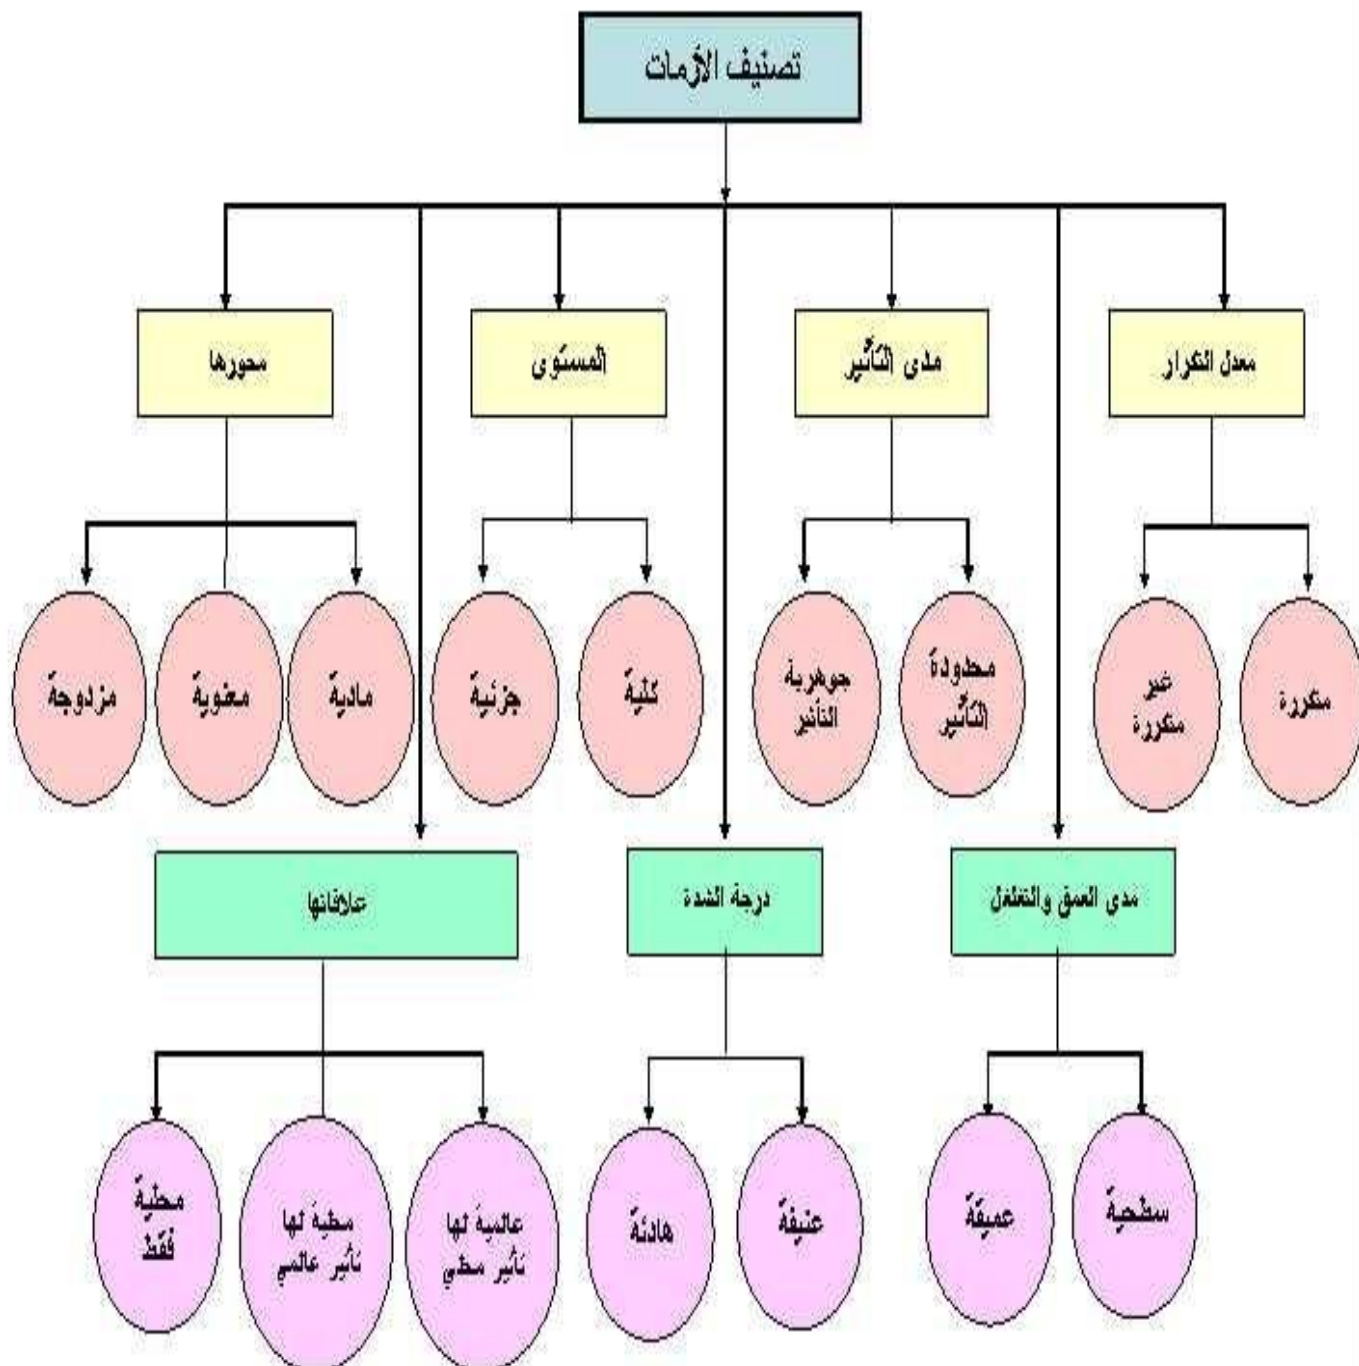 تصنيف الأزمات
معدل التكرار
مدى التأثير
المستوى
محورها
متكررة
غير
متكررة
محدودة
التأثير
جوهرية
التأثير
كلية
جزئية
مادية
معنوية
مزدوجة
مدى العمق والتغلغل
درجة الشدة
علاقاتها
سطحية
عميقة
عنيفة
هادئة
عالمية لها
تأثير محلي
محلية لها
تأثير عالمي
محلية
فقط